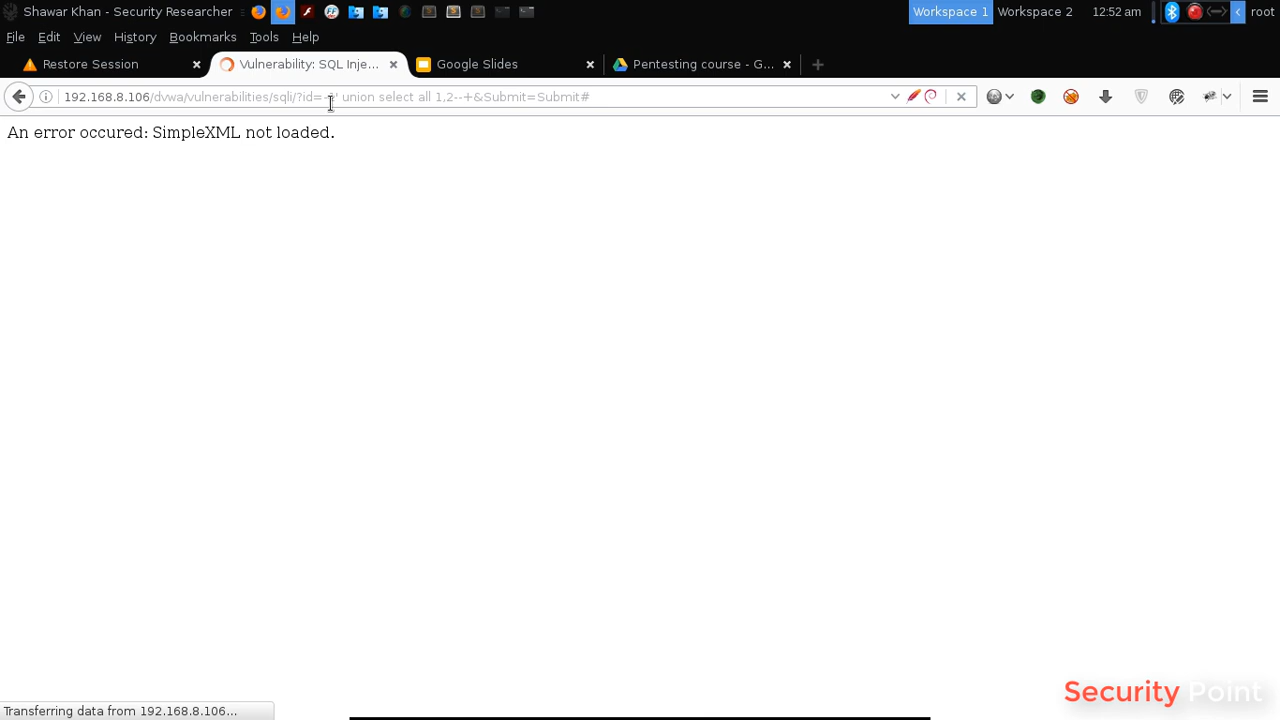 Shawar Khan - Security Researcher
Workspace 1
Workspace 2
12:52 am
root
File Edit View History Bookmarks Tools Help
Restore Session
Vulnerability: SQL Inje...
Google Slides
Pentesting course - G...
192.168.8.106/dvwa/vulnerabilities/sqli/?id=-1' union select all 1,2--+&Submit=Submit#
An error occured: SimpleXML not loaded.
Transferring data from 192.168.8.106...
Security Point